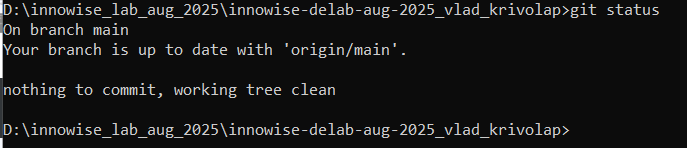 D:\innowise_lab_aug_2025\innowise-delab-aug-2025_vlad_krivolap>git status
On branch main
Your branch is up to date with 'origin/main'.
nothing to commit, working tree clean
D:\innowise_lab_aug_2025\innowise-delab-aug-2025_vlad_krivolap>